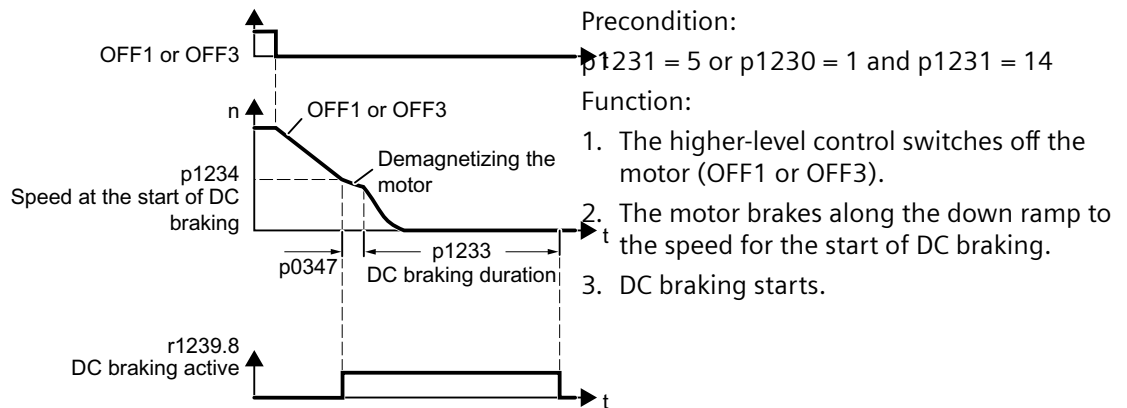 OFF1 or OFF3
t
n
OFF1 or OFF3
Demagnetizing the
motor
p1234
Speed at the start of DC
braking
t
p0347
p1233
DC braking duration
r1239.8
DC braking active
t
Precondition:
p1231 = 5 or p1230 = 1 and p1231 = 14
Function:
1. The higher-level control switches off the
motor (OFF1 or OFF3).
2. The motor brakes along the down ramp to
the speed for the start of DC braking.
3. DC braking starts.